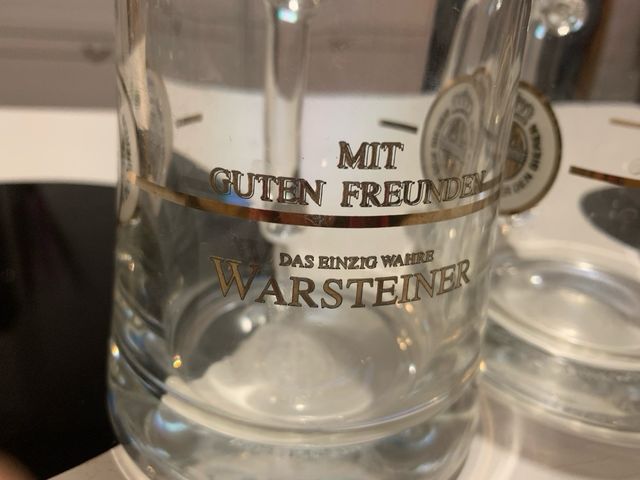 MIT
GUTEN FREUNDEN
DAS EINZIG WAHRE
WARSTEINER